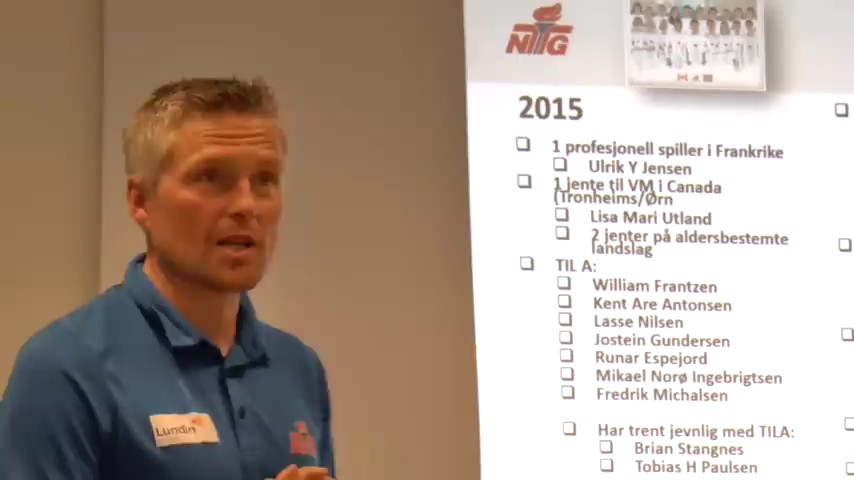 NTG
2015
1 profesjonell spiller i Frankrike
Ulrik Y Jensen
1 jente til VM i Canada
(Tronheims/Ørn
Lisa Mari Utland
2 jenter på aldersbestemte
landslag
TIL A:
William Frantzen
Kent Are Antonsen
Lasse Nilsen
Jostein Gundersen
Runar Espejord
Mikael Norø Ingebrigtsen
Fredrik Michalsen
Har trent jevnlig med TILA:
Brian Stangnes
Tobias H Paulsen
Lundin